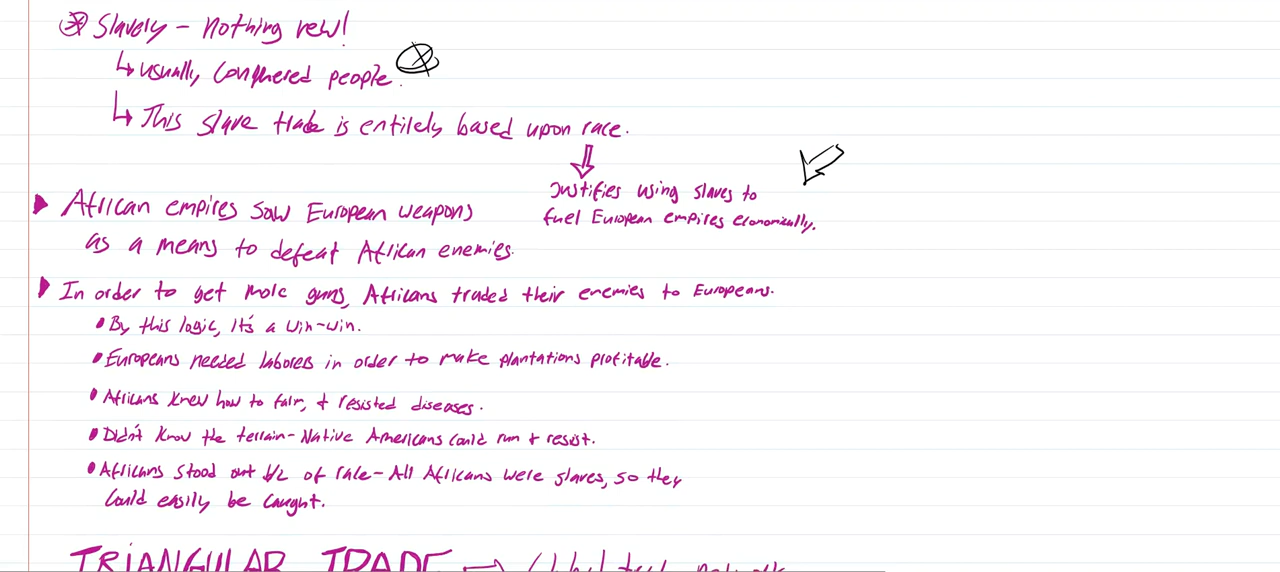 Slavery - nothing new!
↳ usually, conquered people.
↳ This slave trade is entirely based upon race.
Justifies using slaves to
fuel European empires economically.
▶ African empires saw European weapons
as a means to defeat African enemies.
▶ In order to get more guns, Africans traded their enemies to Europeans.
• By this logic, it's a win-win.
• Europeans needed laborers in order to make plantations profitable.
• Africans knew how to farm, + resisted diseases.
• Didn't know the terrain - Native Americans could run + resist.
• Africans stood out b/c of race - All Africans were slaves, so they
could easily be caught.
TRIANGULAR TRADE →